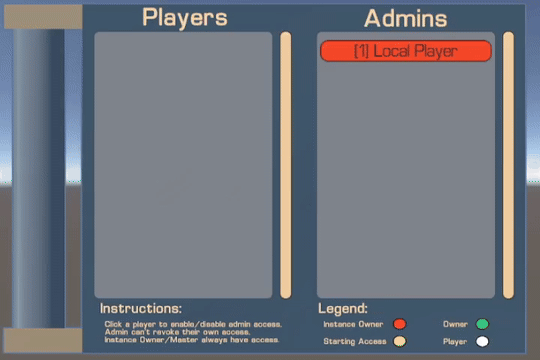 Players
Admins
[1] Local Player
Instructions:
Click a player to enable/disable admin access.
Admin can't revoke their own access.
Instance Owner/Master always have access.
Legend:
Instance Owner
Owner
Starting Access
Player